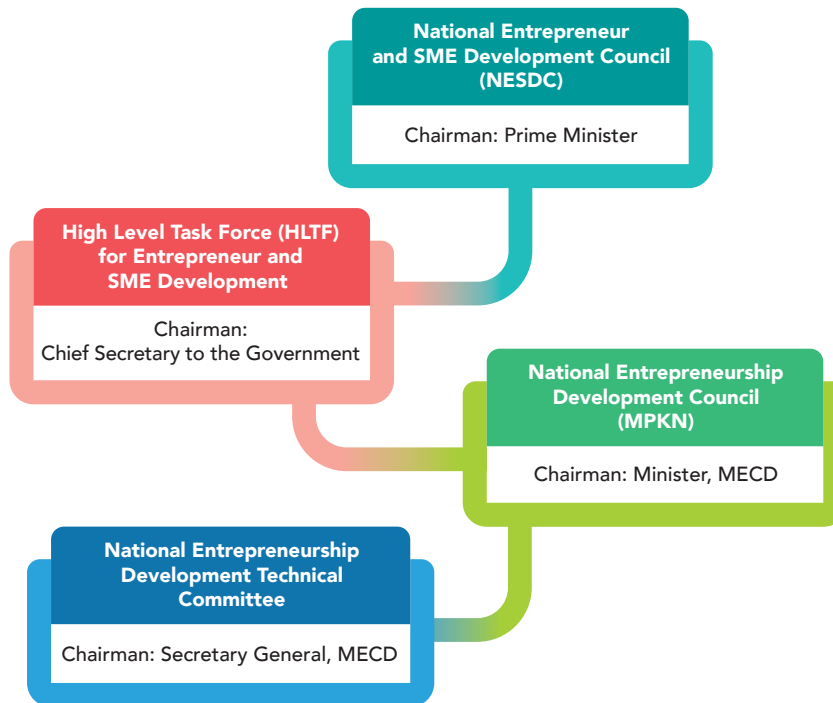 National Entrepreneur
and SME Development Council
(NESDC)
Chairman: Prime Minister
High Level Task Force (HLTF)
for Entrepreneur and
SME Development
Chairman:
Chief Secretary to the Government
National Entrepreneurship
Development Council
(MPKN)
Chairman: Minister, MECD
National Entrepreneurship
Development Technical
Committee
Chairman: Secretary General, MECD